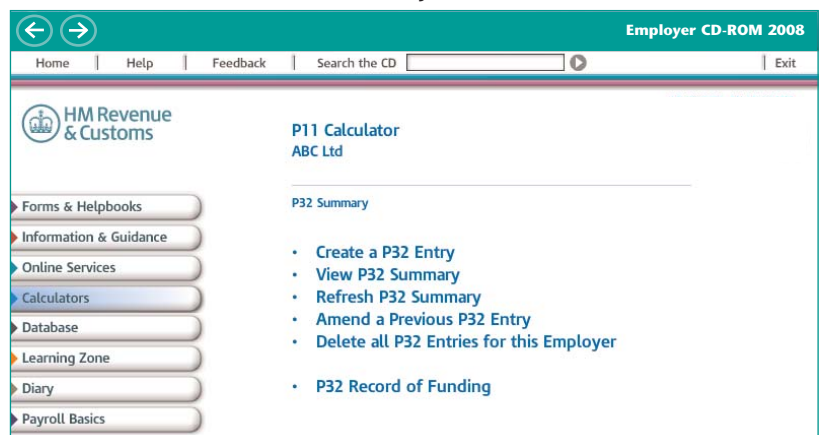 Employer CD-ROM 2008
Home | Help | Feedback | Search the CD | Exit
HM Revenue
& Customs
P11 Calculator
ABC Ltd
P32 Summary
Forms & Helpbooks
Information & Guidance
Online Services
Calculators
Database
Learning Zone
Diary
Payroll Basics
• Create a P32 Entry
• View P32 Summary
• Refresh P32 Summary
• Amend a Previous P32 Entry
• Delete all P32 Entries for this Employer
• P32 Record of Funding